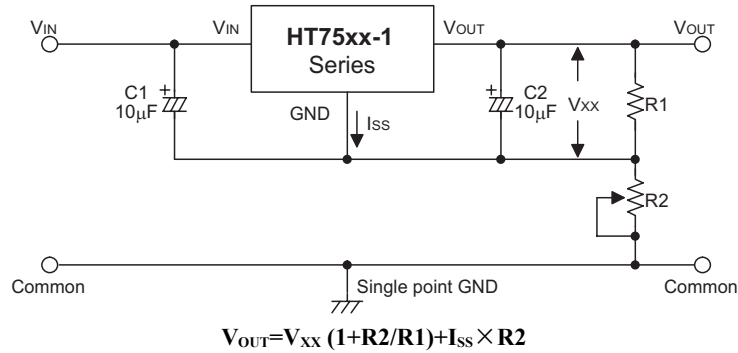 VIN VIN HT75xx-1 VOUT VOUT
Series
C1
10μF
GND ISS
C2
10μF
VXX
R1
R2
Common Single point GND Common
VOUT=VXX (1+R2/R1)+ISS×R2